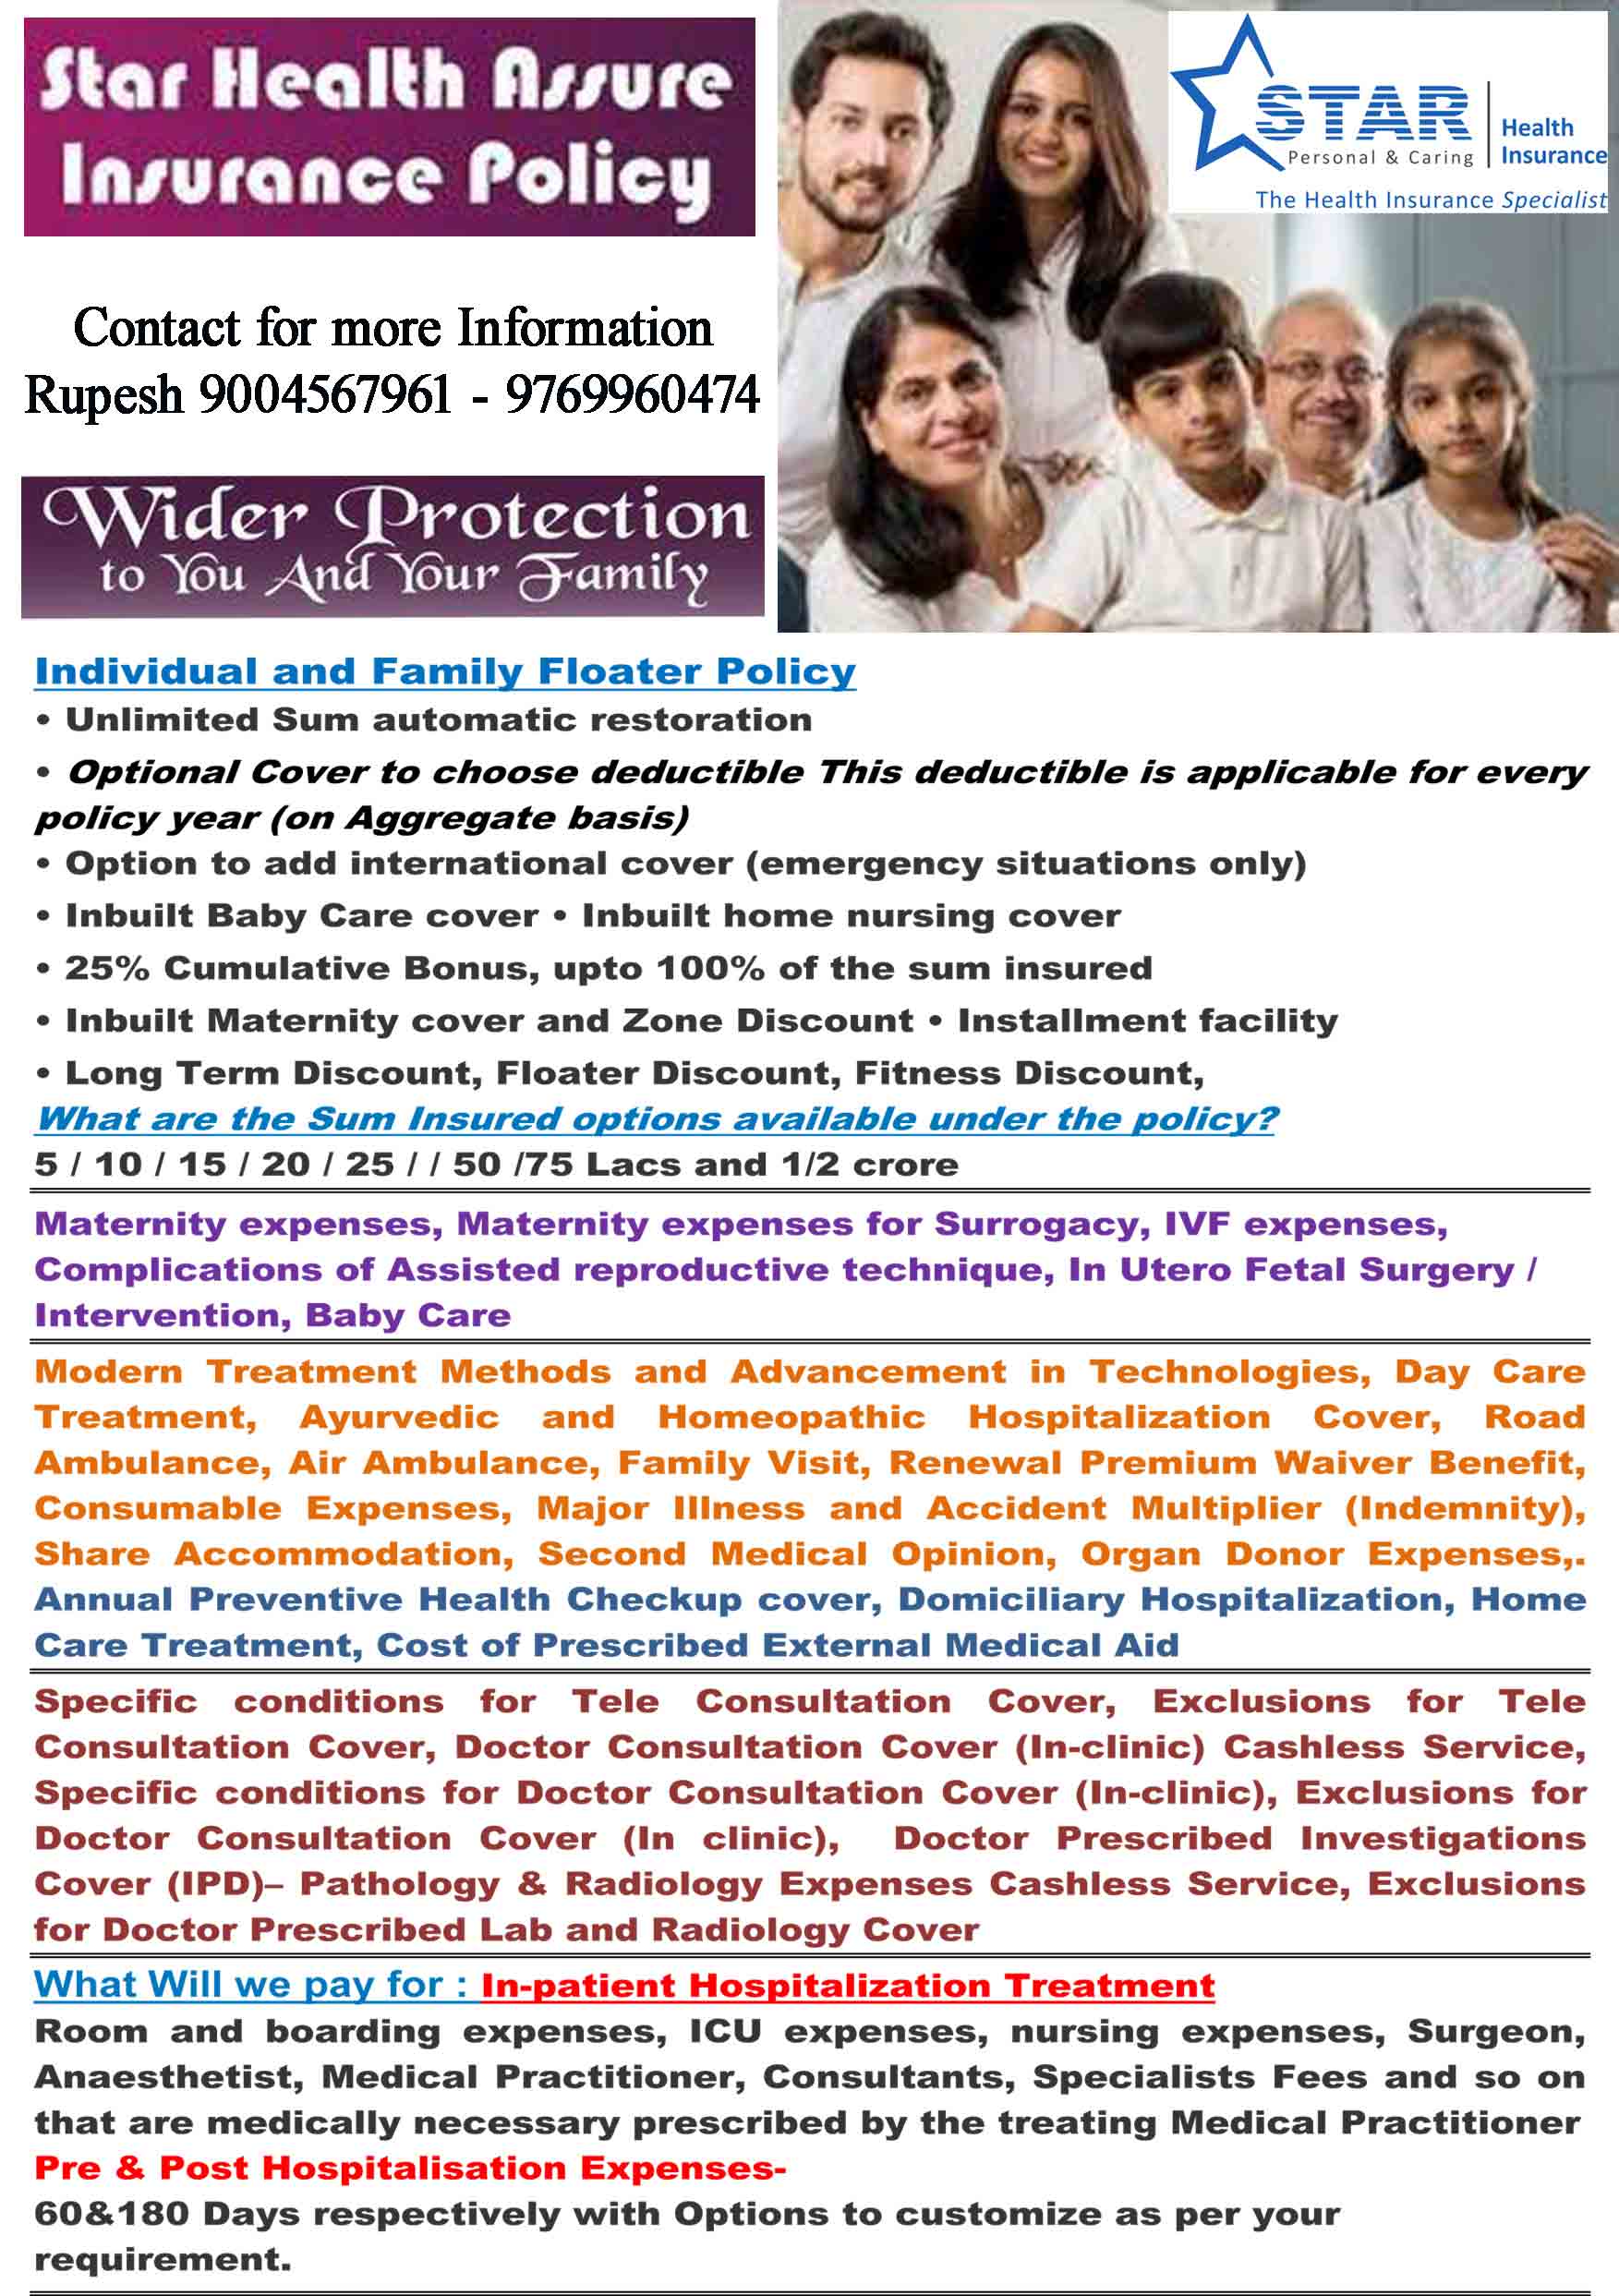 Star Health Assure
Insurance Policy
STAR
Health
Personal & Caring
Insurance
The Health Insurance Specialist
Contact for more Information
Rupesh 9004567961 - 9769960474
Wider Protection
to You And Your Family
Individual and Family Floater Policy
• Unlimited Sum automatic restoration
• Optional Cover to choose deductible This deductible is applicable for every
policy year (on Aggregate basis)
• Option to add international cover (emergency situations only)
• Inbuilt Baby Care cover • Inbuilt home nursing cover
• 25% Cumulative Bonus, upto 100% of the sum insured
• Inbuilt Maternity cover and Zone Discount • Installment facility
• Long Term Discount, Floater Discount, Fitness Discount,
What are the Sum Insured options available under the policy?
5 / 10 / 15 / 20 / 25 / / 50 /75 Lacs and 1/2 crore
Maternity expenses, Maternity expenses for Surrogacy, IVF expenses,
Complications of Assisted reproductive technique, In Utero Fetal Surgery /
Intervention, Baby Care
Modern Treatment Methods and Advancement in Technologies, Day Care
Treatment, Ayurvedic and Homeopathic Hospitalization Cover, Road
Ambulance, Air Ambulance, Family Visit, Renewal Premium Waiver Benefit,
Consumable Expenses, Major Illness and Accident Multiplier (Indemnity),
Share Accommodation, Second Medical Opinion, Organ Donor Expenses,.
Annual Preventive Health Checkup cover, Domiciliary Hospitalization, Home
Care Treatment, Cost of Prescribed External Medical Aid
Specific conditions for Tele Consultation Cover, Exclusions for Tele
Consultation Cover, Doctor Consultation Cover (In-clinic) Cashless Service,
Specific conditions for Doctor Consultation Cover (In-clinic), Exclusions for
Doctor Consultation Cover (In clinic), Doctor Prescribed Investigations
Cover (IPD)– Pathology & Radiology Expenses Cashless Service, Exclusions
for Doctor Prescribed Lab and Radiology Cover
What Will we pay for : In-patient Hospitalization Treatment
Room and boarding expenses, ICU expenses, nursing expenses, Surgeon,
Anaesthetist, Medical Practitioner, Consultants, Specialists Fees and so on
that are medically necessary prescribed by the treating Medical Practitioner
Pre & Post Hospitalisation Expenses-
60&180 Days respectively with Options to customize as per your
requirement.